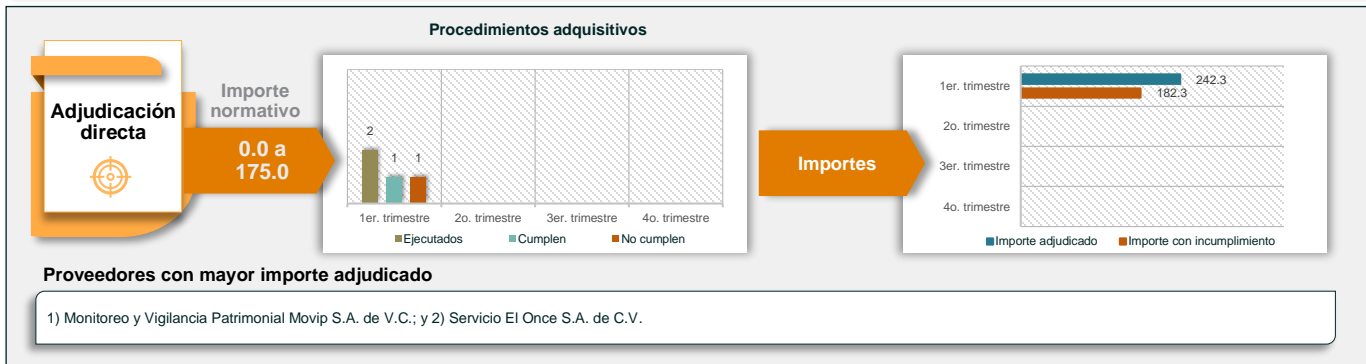 Procedimientos adquisitivos
Adjudicación
directa
Importe
normativo
0.0 a
175.0
2
1
1
1er. trimestre
2o. trimestre
3er. trimestre
4o. trimestre
Ejecutados
Cumplen
No cumplen
Importes
1er. trimestre
242.3
182.3
2o. trimestre
3er. trimestre
4o. trimestre
Importe adjudicado
Importe con incumplimiento
Proveedores con mayor importe adjudicado
1) Monitoreo y Vigilancia Patrimonial Movip S.A. de V.C.; y 2) Servicio El Once S.A. de C.V.